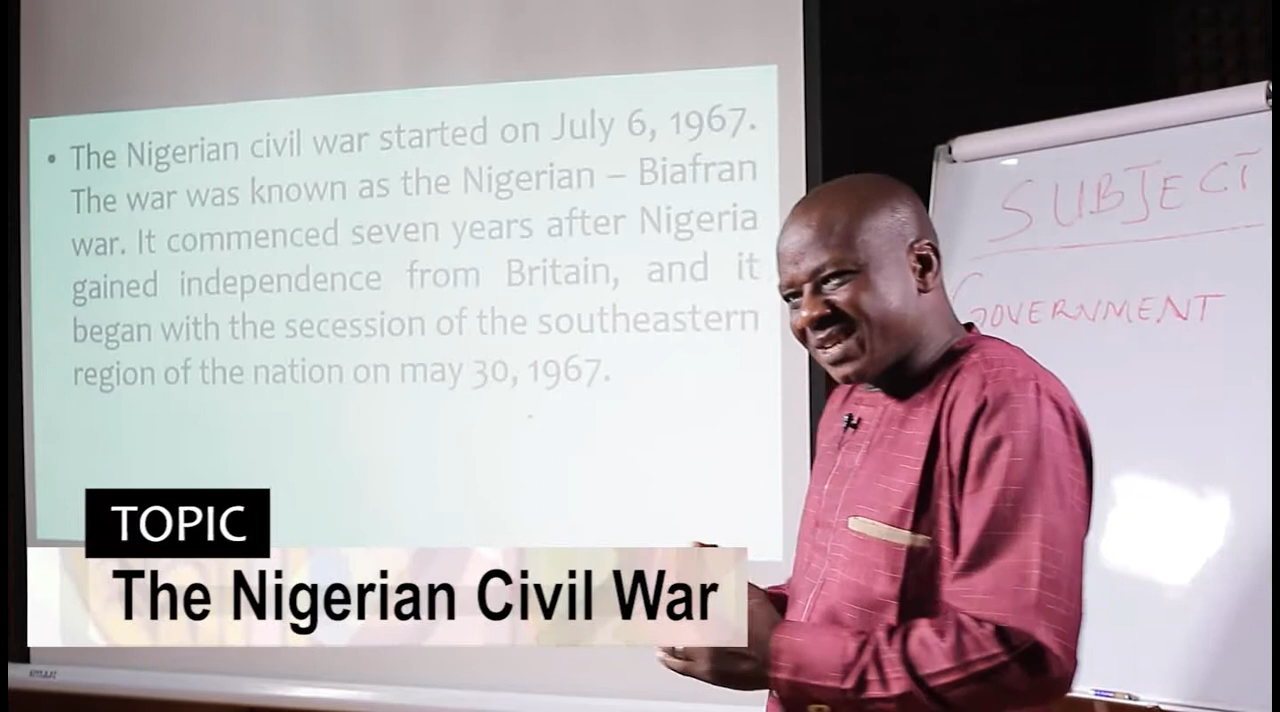 • The Nigerian civil war started on July 6, 1967.
The war was known as the Nigerian – Biafran
war. It commenced seven years after Nigeria
gained independence from Britain, and it
began with the secession of the southeastern
region of the nation on may 30, 1967.
SUBJECT
GOVERNMENT
TOPIC
The Nigerian Civil War